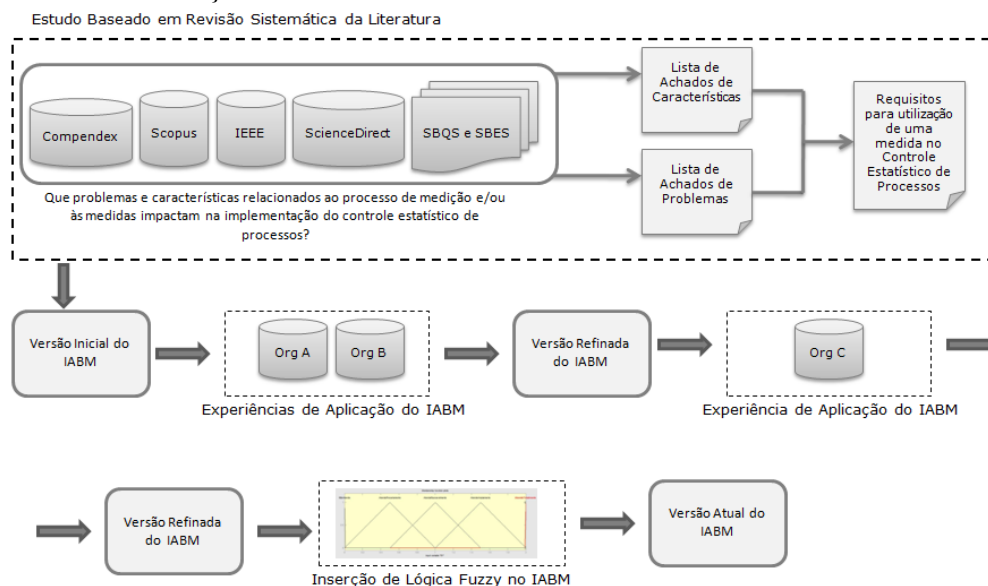 Estudo Baseado em Revisão Sistemática da Literatura
Compendex
Scopus
IEEE
ScienceDirect
SBQS e SBES
Que problemas e características relacionados ao processo de medição e/ou
às medidas impactam na implementação do controle estatístico de
processos?
Lista de
Achados de
Características
Lista de
Achados de
Problemas
Requisitos
para utilização
de uma
medida no
Controle
Estatístico de
Processos
Versão Inicial do
IABM
Org A
Org B
Experiências de Aplicação do IABM
Versão Refinada
do IABM
Org C
Experiência de Aplicação do IABM
Versão Refinada
do IABM
Inserção de Lógica Fuzzy no IABM
Versão Atual do
IABM